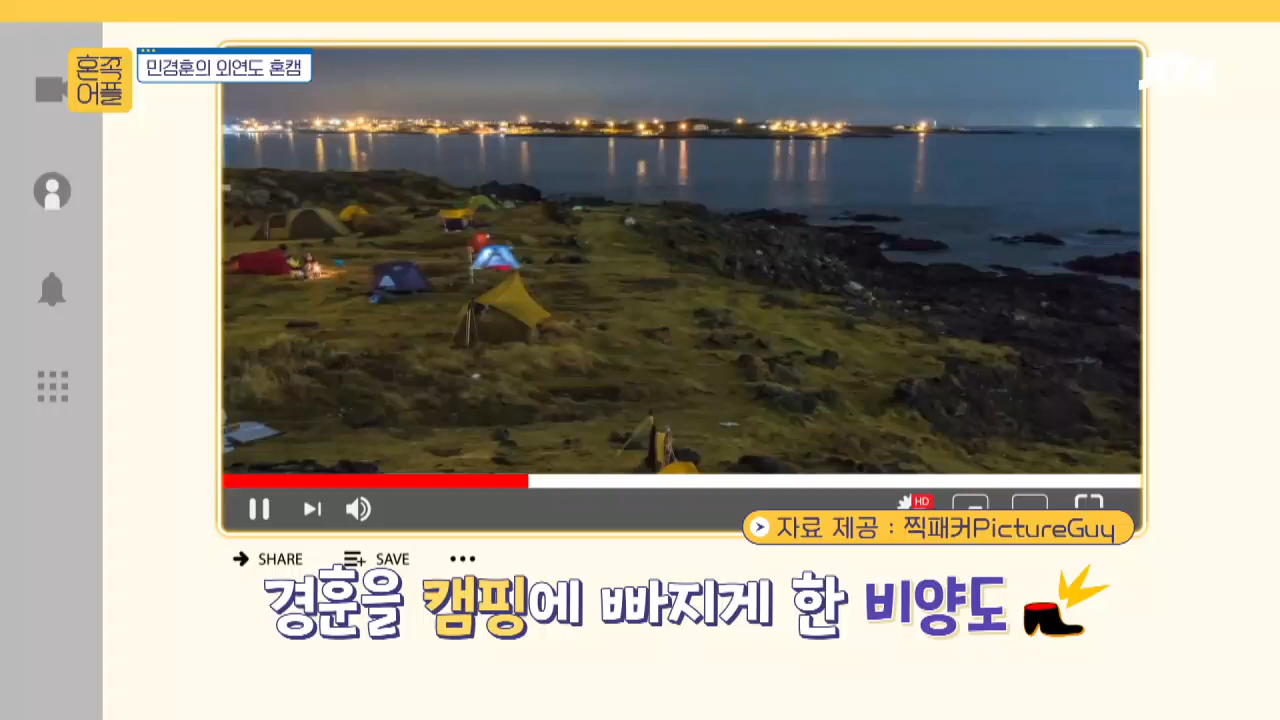 혼족
어플
민경훈의 외연도 혼캠
JTBC
HD
자료 제공 : 찍패커PictureGuy
SHARE
SAVE
경훈을 캠핑에 빠지게 한 비양도